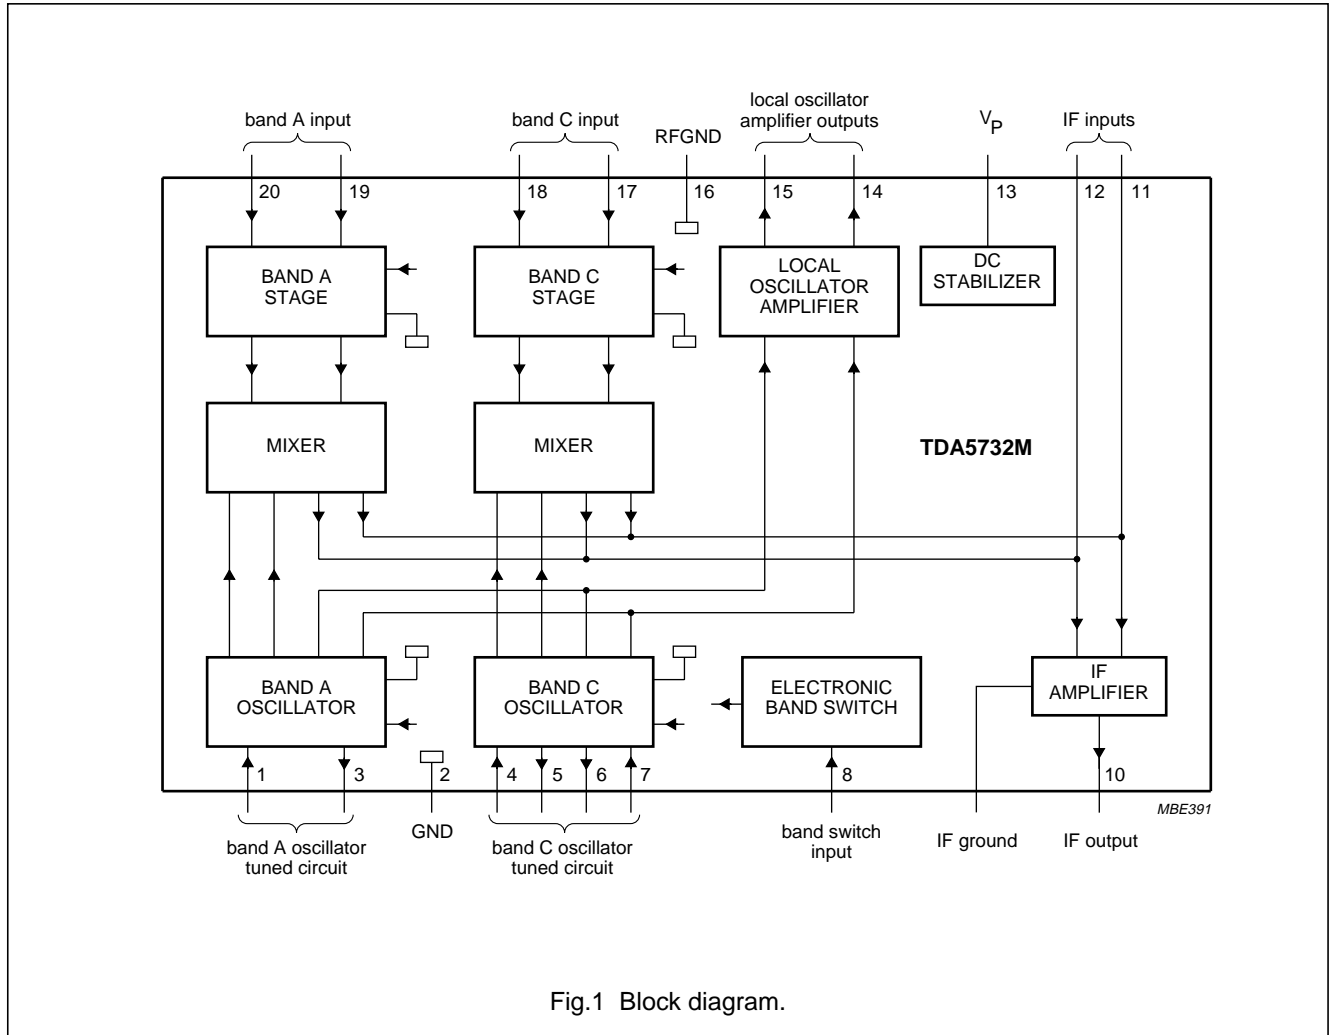 band A input
band C input
RFGND
local oscillator
amplifier outputs
V P
IF inputs
20
19
18
17
16
15
14
13
12
11
BAND A
STAGE
BAND C
STAGE
LOCAL
OSCILLATOR
AMPLIFIER
DC
STABILIZER
MIXER
MIXER
TDA5732M
BAND A
OSCILLATOR
BAND C
OSCILLATOR
ELECTRONIC
BAND SWITCH
IF
AMPLIFIER
1
3
2
4
5
6
7
8
10
MBE391
band A oscillator
tuned circuit
GND
band C oscillator
tuned circuit
band switch
input
IF ground
IF output
Fig.1 Block diagram.